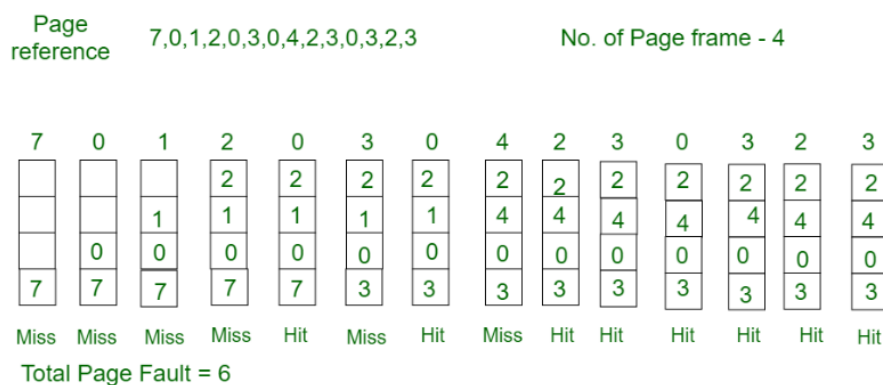 Page reference 7,0,1,2,0,3,0,4,2,3,0,3,2,3 No. of Page frame - 4
7 0 1 2 0 3 0 4 2 3 0 3 2 3
2 2 2 2 2 2 2 2 2 2 2
1 1 1 1 1 4 4 4 4 4 4 4
0 0 0 0 0 0 0 0 0 0 0 0 0
7 7 7 7 7 3 3 3 3 3 3 3 3 3
Miss Miss Miss Miss Hit Miss Hit Miss Hit Hit Hit Hit Hit Hit
Total Page Fault = 6